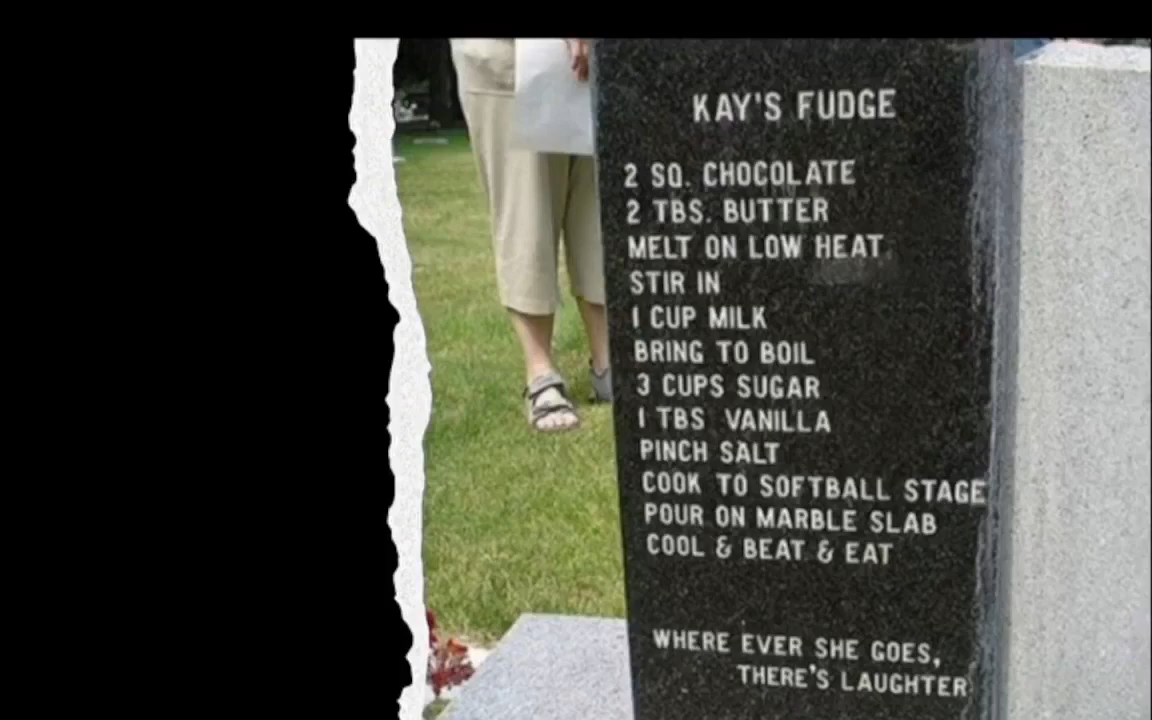 KAY'S FUDGE
2 SQ. CHOCOLATE
2 TBS. BUTTER
MELT ON LOW HEAT
STIR IN
1 CUP MILK
BRING TO BOIL
3 CUPS SUGAR
1 TBS VANILLA
PINCH SALT
COOK TO SOFTBALL STAGE
POUR ON MARBLE SLAB
COOL & BEAT & EAT
WHERE EVER SHE GOES,
THERE'S LAUGHTER